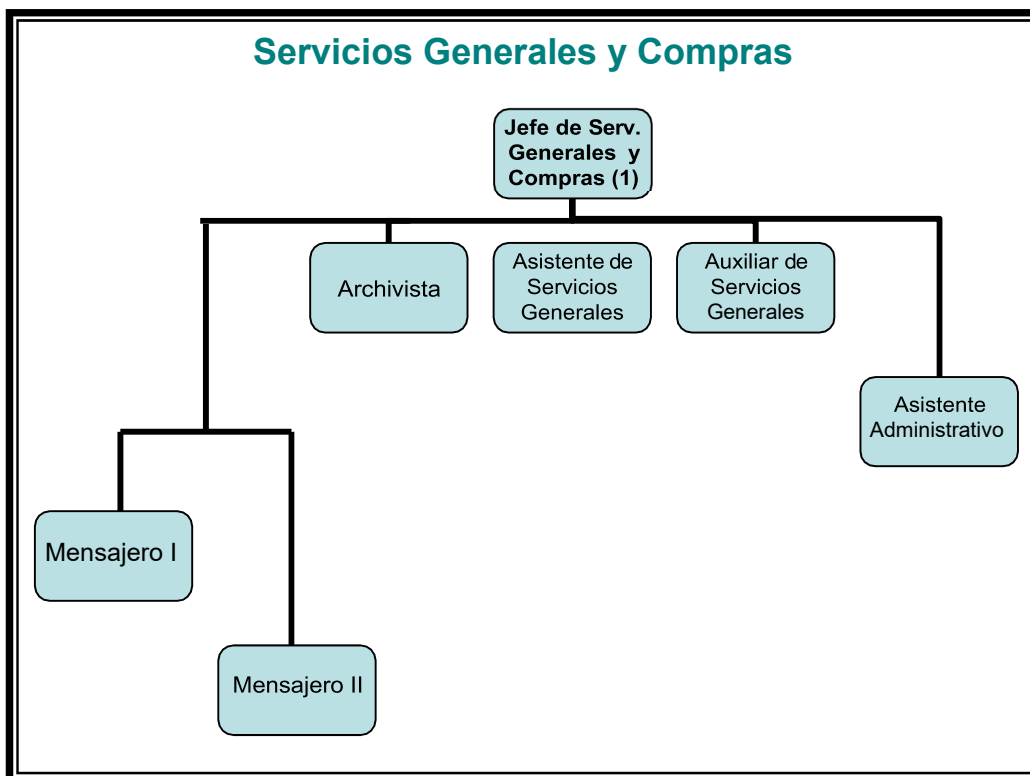 Servicios Generales y Compras
Jefe de Serv.
Generales y
Compras (1)
Archivista
Asistente de
Servicios
Generales
Auxiliar de
Servicios
Generales
Asistente
Administrativo
Mensajero I
Mensajero II